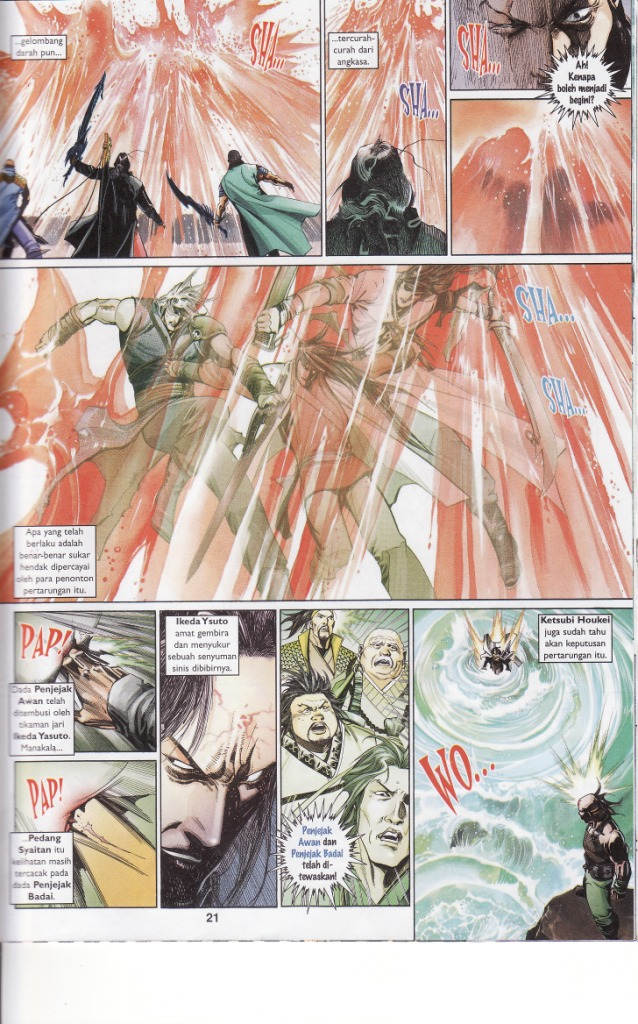 ...gelombang
darah pun...
SHA...
...tercurah-
curah dari
angkasa.
SHA...
SHA...
Ah!
Kenapa
boleh menjadi
begini!?
SHA...
SHA...
Apa yang telah
berlaku adalah
benar-benar sukar
hendak dipercayai
oleh para penonton
pertarungan itu.
PAP!
Dada Penjejak
Awan telah
ditembusi oleh
tikaman jari
Ikeda Yasuto.
Manakala...
PAP!
...Pedang
Syaitan itu
kelihatan masih
tercacak pada
dada Penjejak
Badai.
Ikeda Ysuto
amat gembira
dan menyukur
sebuah senyuman
sinis dibibirnya.
Penjejak
Awan dan
Penjejak Badai
telah di-
tewaskan!
Ketsubi Houkei
juga sudah tahu
akan keputusan
pertarungan itu.
WO...
21